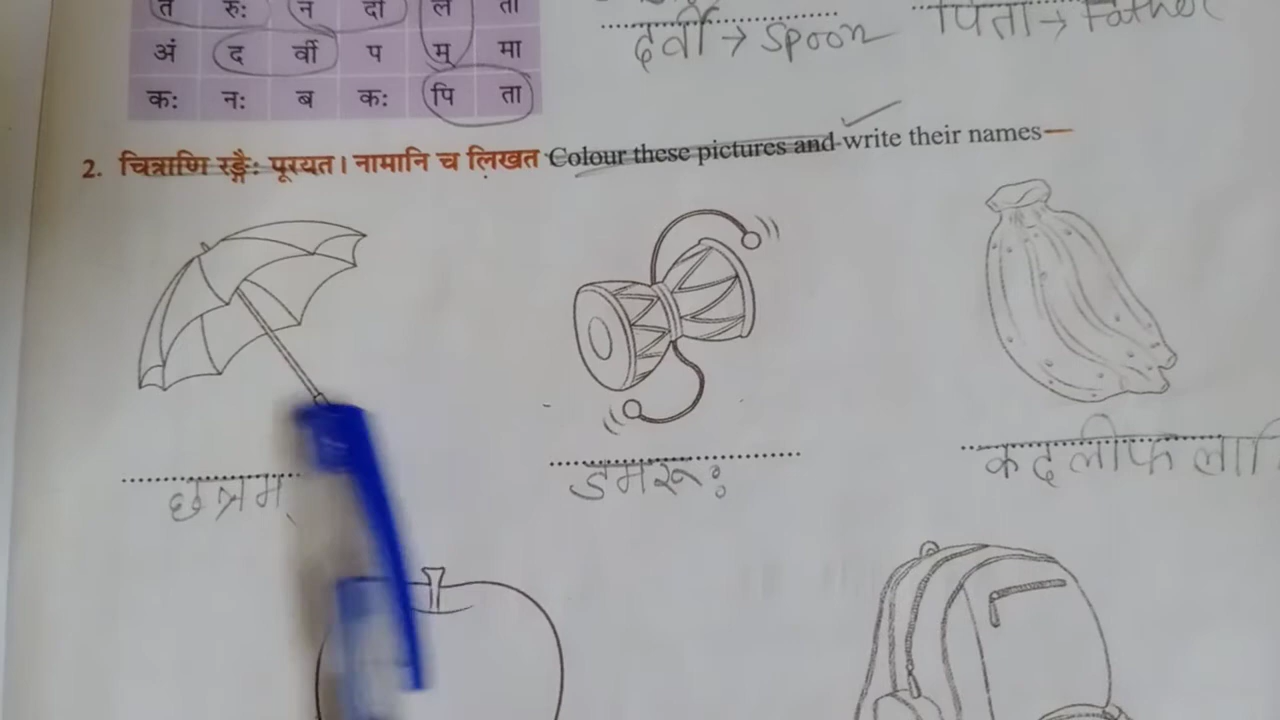 त रुः न दी ल ता
अं द र्वी प म् मा
कः नः ब कः पि ता
दर्वी → Spoon
पिता → Father
2. चित्राणि रङ्गैः पूरयत। नामानि च लिखत Colour these pictures and write their names—
छत्रम्
डमरूः
कदलीफलानि